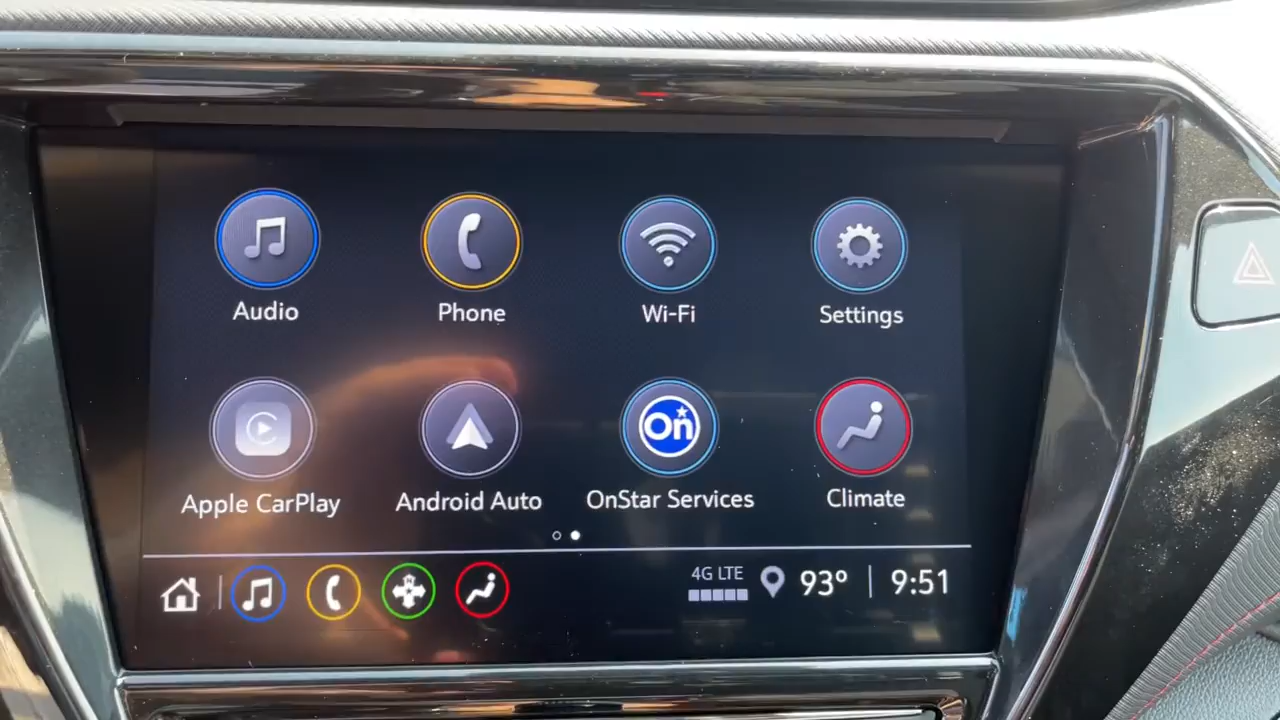 Audio Phone Wi-Fi Settings
On
Apple CarPlay Android Auto OnStar Services Climate
4G LTE
93° 9:51